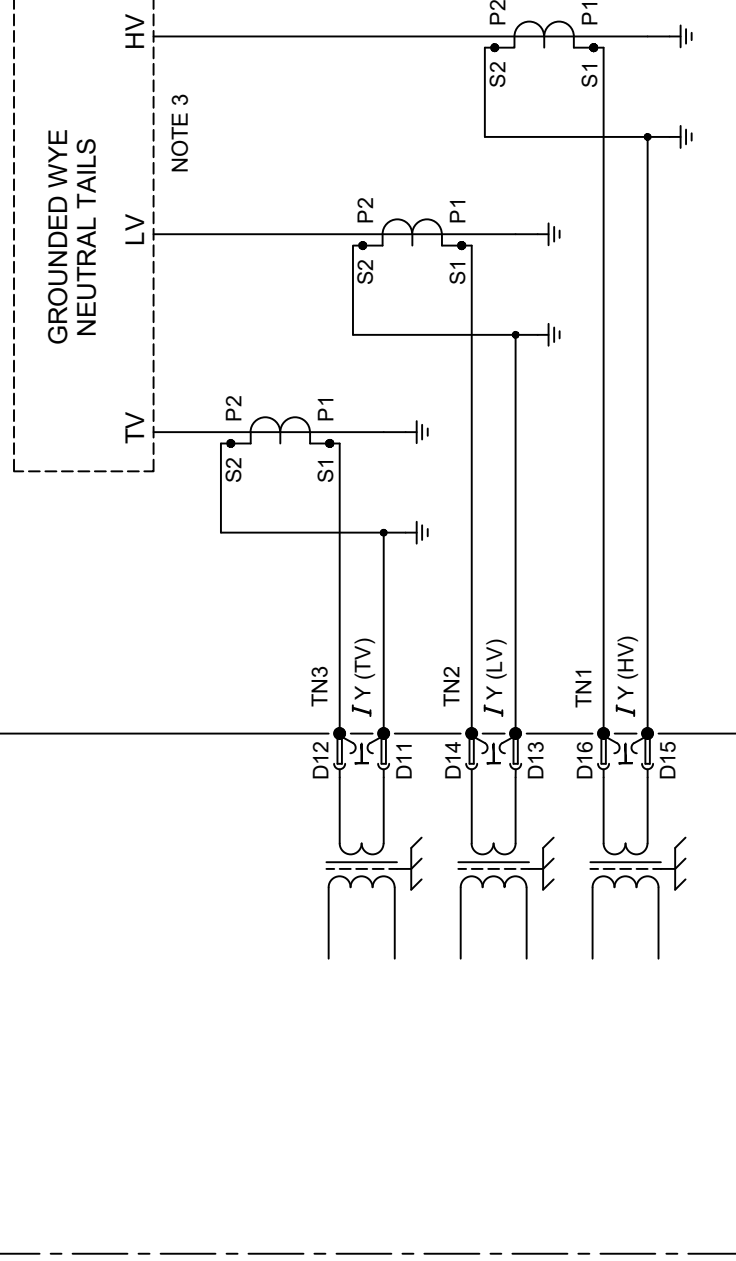 GROUNDED WYE
NEUTRAL TAILS
HV
LV
TV
NOTE 3
P2
P1
S2
S1
P2
P1
S2
S1
P2
P1
S2
S1
TN3
I Y (TV)
TN2
I Y (LV)
TN1
I Y (HV)
D12
D11
D14
D13
D16
D15